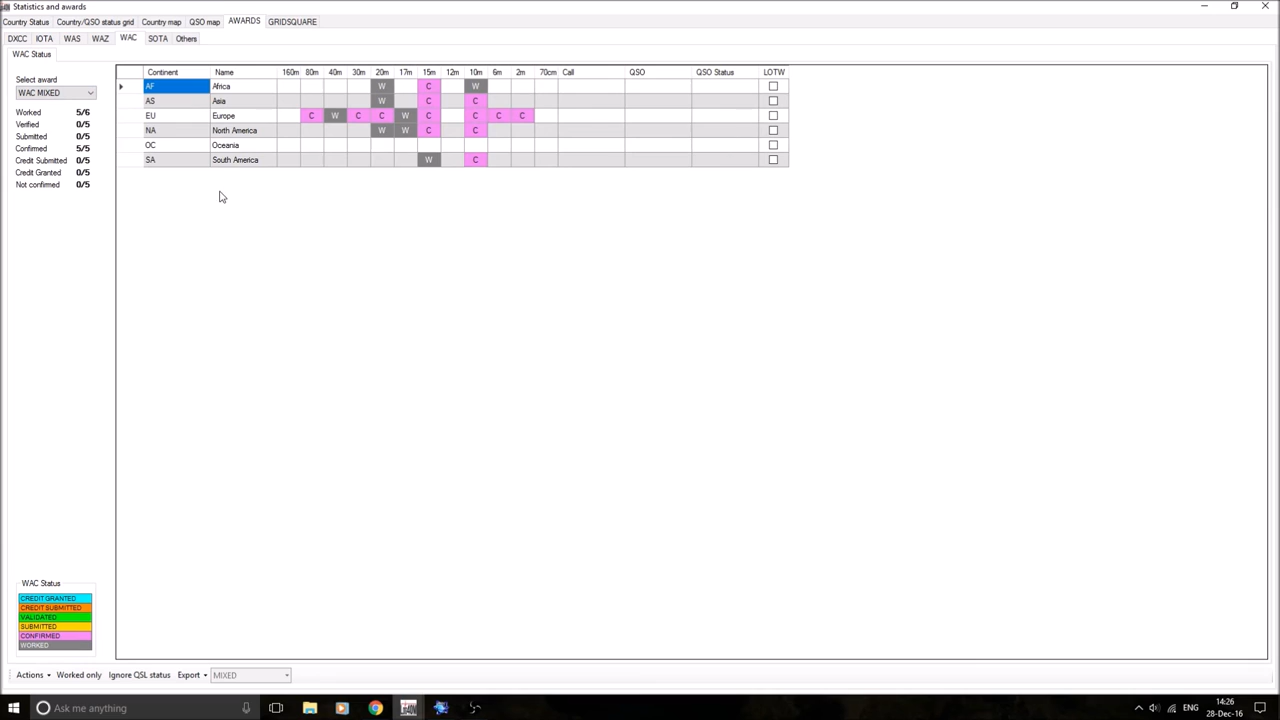 Statistics and awards
Country Status Country/QSO status grid Country map QSO map AWARDS GRIDSQUARE
DXCC IOTA WAS WAZ WAC SOTA Others
WAC Status
Select award
WAC MIXED
Worked 5/6
Verified 0/5
Submitted 0/5
Confirmed 5/5
Credit Submitted 0/5
Credit Granted 0/5
Not confirmed 0/5
Continent Name 160m 80m 40m 30m 20m 17m 15m 12m 10m 6m 2m 70cm Call QSO QSO Status LOTW
AF Africa W C W
AS Asia W C C
EU Europe C W C C W C C C C
NA North America W W C C
OC Oceania
SA South America W C
WAC Status
CREDIT GRANTED
CREDIT SUBMITTED
VALIDATED
SUBMITTED
CONFIRMED
WORKED
Actions Worked only Ignore QSL status Export MIXED
Ask me anything
ENG
14:26
28-Dec-16